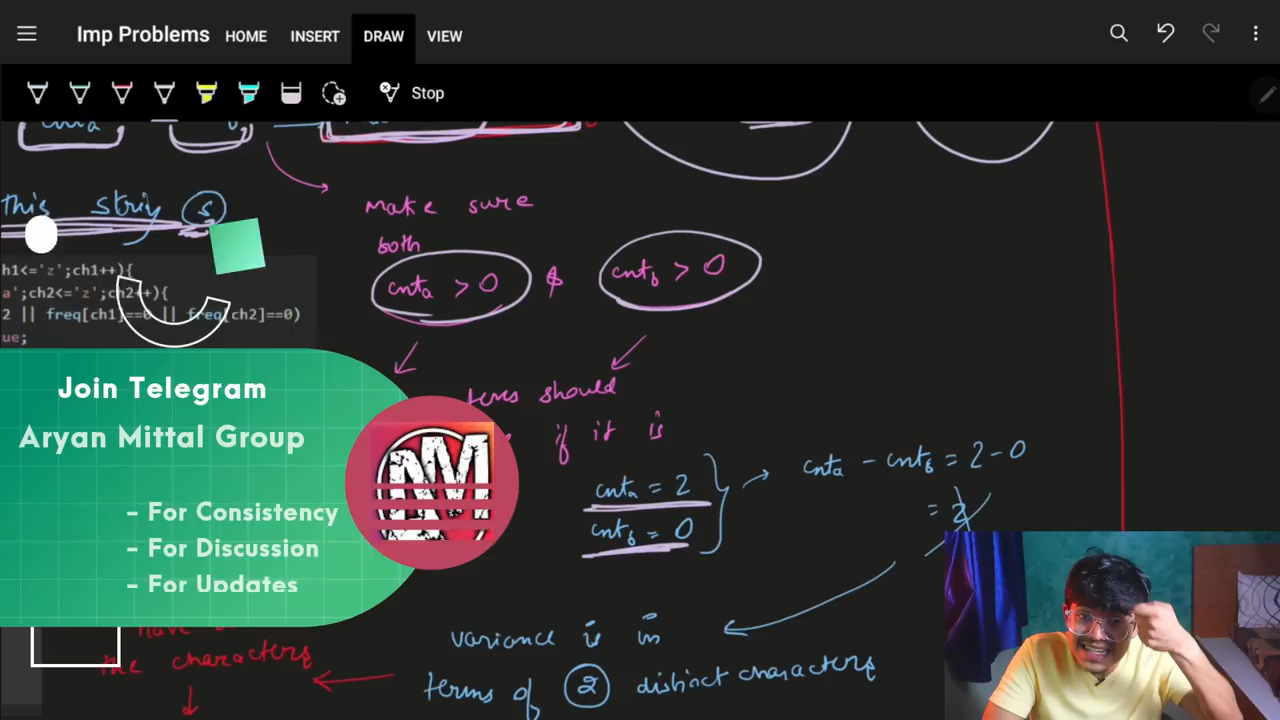 Imp Problems HOME INSERT DRAW VIEW
Stop
cnta
this string s
Make sure
both
cnta > 0 & cntb > 0
h1<='z';ch1++){
a';ch2<='z';ch2++){
2 || freq[ch1]==0 || freq[ch2]==0)
ue;
Join Telegram
Aryan Mittal Group
- For Consistency
- For Discussion
- For Updates
should
if it is
cnta = 2
cntb = 0
cnta - cntb = 2 - 0
= 2
variance is in
terms of 2 distinct characters
the characters